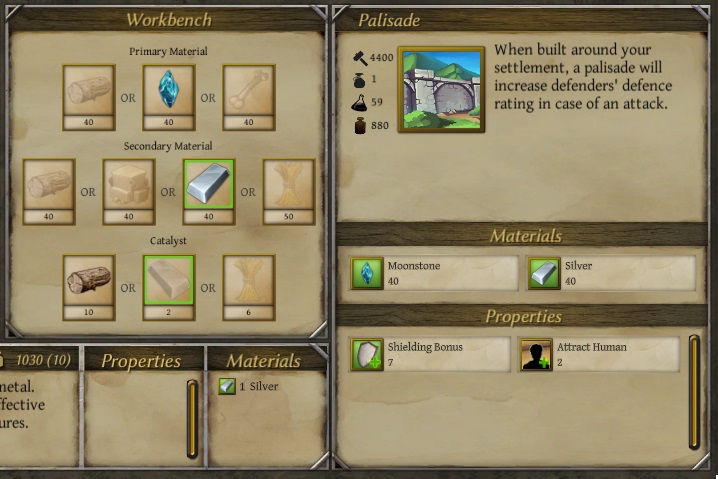 Workbench
Primary Material
OR
OR
40
40
40
Secondary Material
OR
OR
OR
40
40
40
50
Catalyst
OR
OR
10
2
6
1030 (10)
netal.
ffective
ures.
Properties
Materials
1 Silver
Palisade
4400
1
59
880
When built around your
settlement, a palisade will
increase defenders' defence
rating in case of an attack.
Materials
Moonstone
40
Silver
40
Properties
Shielding Bonus
7
Attract Human
2